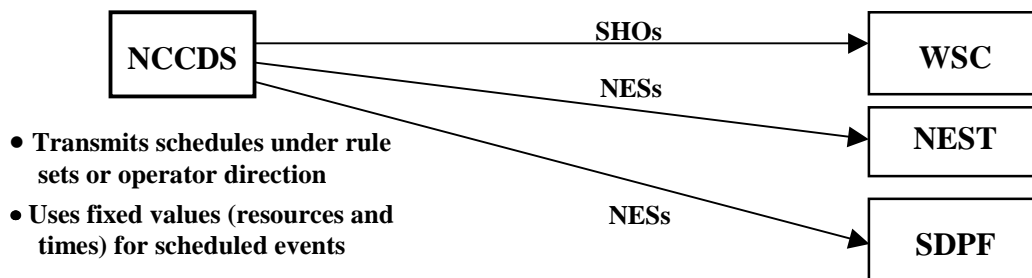 SHOs
NCCDS
WSC
NESs
NEST
• Transmits schedules under rule
sets or operator direction
• Uses fixed values (resources and
times) for scheduled events
NESs
SDPF